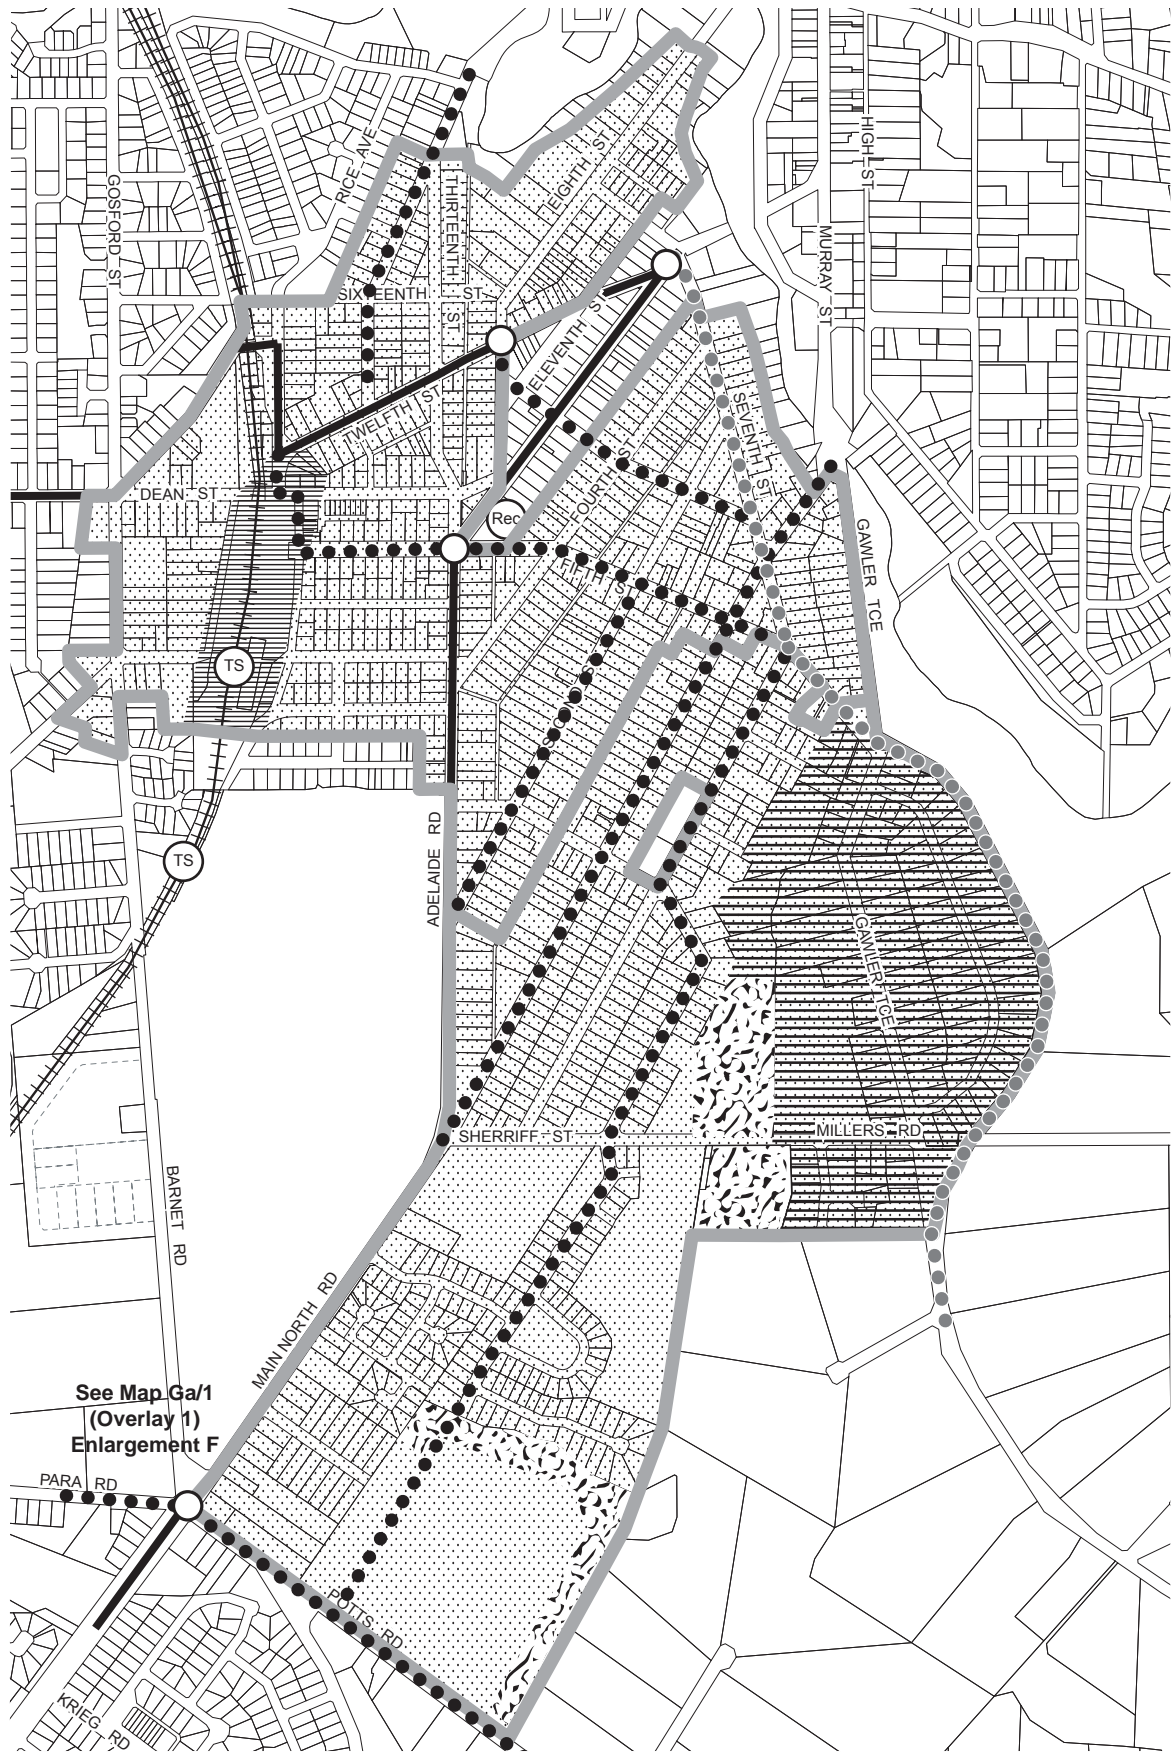 GOSFORD ST
RICE AVE
THIRTEENTH ST
EIGHTH ST
HIGH ST
MURRAY ST
SIXTEENTH ST
ELEVENTH ST
TWELFTH ST
SEVENTH ST
DEAN ST
FOURTH ST
Rec
GAWLER TCE
FIFTH ST
TS
SECOND ST
TS
ADELAIDE RD
GAWLER TCE
SHERRIFF ST
MILLERS RD
BARNET RD
MAIN NORTH RD
See Map Ga/1
(Overlay 1)
Enlargement F
PARA RD
POTTS RD
KRIEG RD